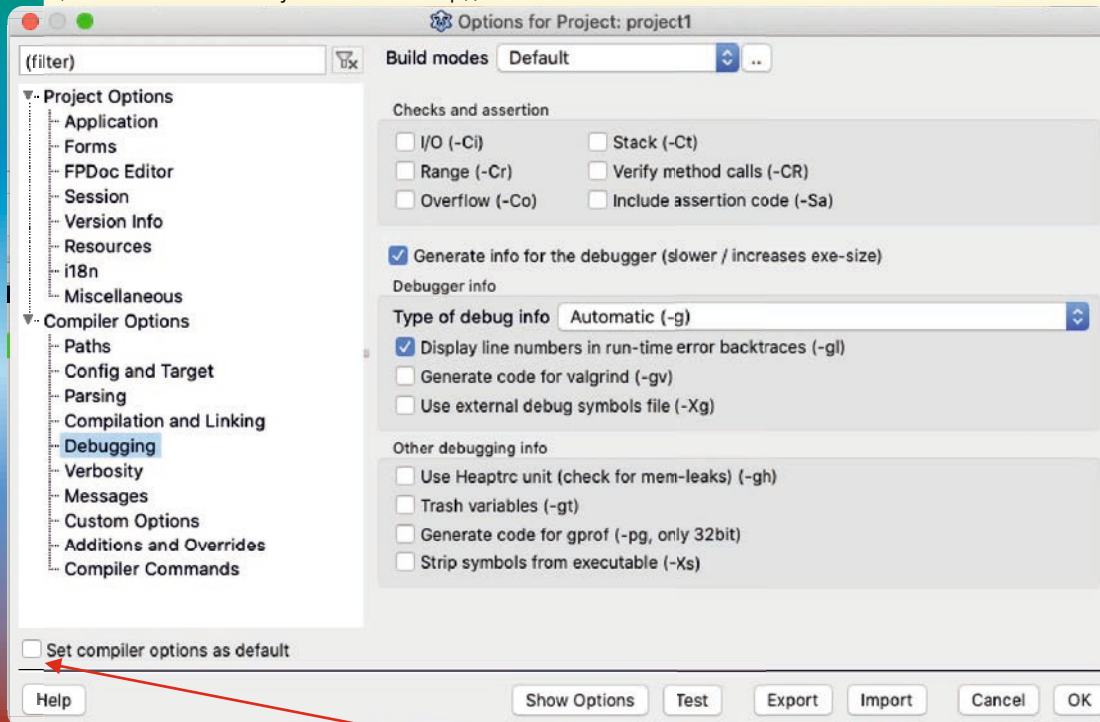 Options for Project: project1
(filter)
Build modes Default ..
Project Options
Application
Forms
FPDoc Editor
Session
Version Info
Resources
i18n
Miscellaneous
Compiler Options
Paths
Config and Target
Parsing
Compilation and Linking
Debugging
Verbosity
Messages
Custom Options
Additions and Overrides
Compiler Commands
Checks and assertion
I/O (-Ci) Stack (-Ct)
Range (-Cr) Verify method calls (-CR)
Overflow (-Co) Include assertion code (-Sa)
Generate info for the debugger (slower / increases exe-size)
Debugger info
Type of debug info Automatic (-g)
Display line numbers in run-time error backtraces (-gl)
Generate code for valgrind (-gv)
Use external debug symbols file (-Xg)
Other debugging info
Use Heaptrc unit (check for mem-leaks) (-gh)
Trash variables (-gt)
Generate code for gprof (-pg, only 32bit)
Strip symbols from executable (-Xs)
Set compiler options as default
Help Show Options Test Export Import Cancel OK